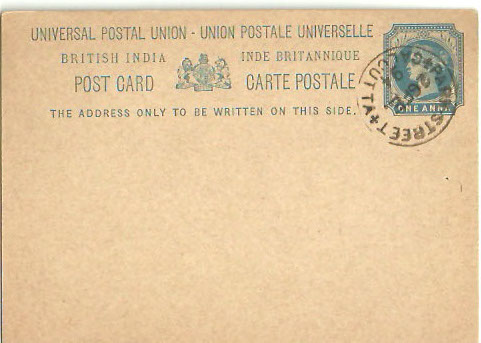 UNIVERSAL POSTAL UNION - UNION POSTALE UNIVERSELLE
BRITISH INDIA INDE BRITANNIQUE
POST CARD CARTE POSTALE
THE ADDRESS ONLY TO BE WRITTEN ON THIS SIDE.
ONE ANNA
STREET
CALCUTTA